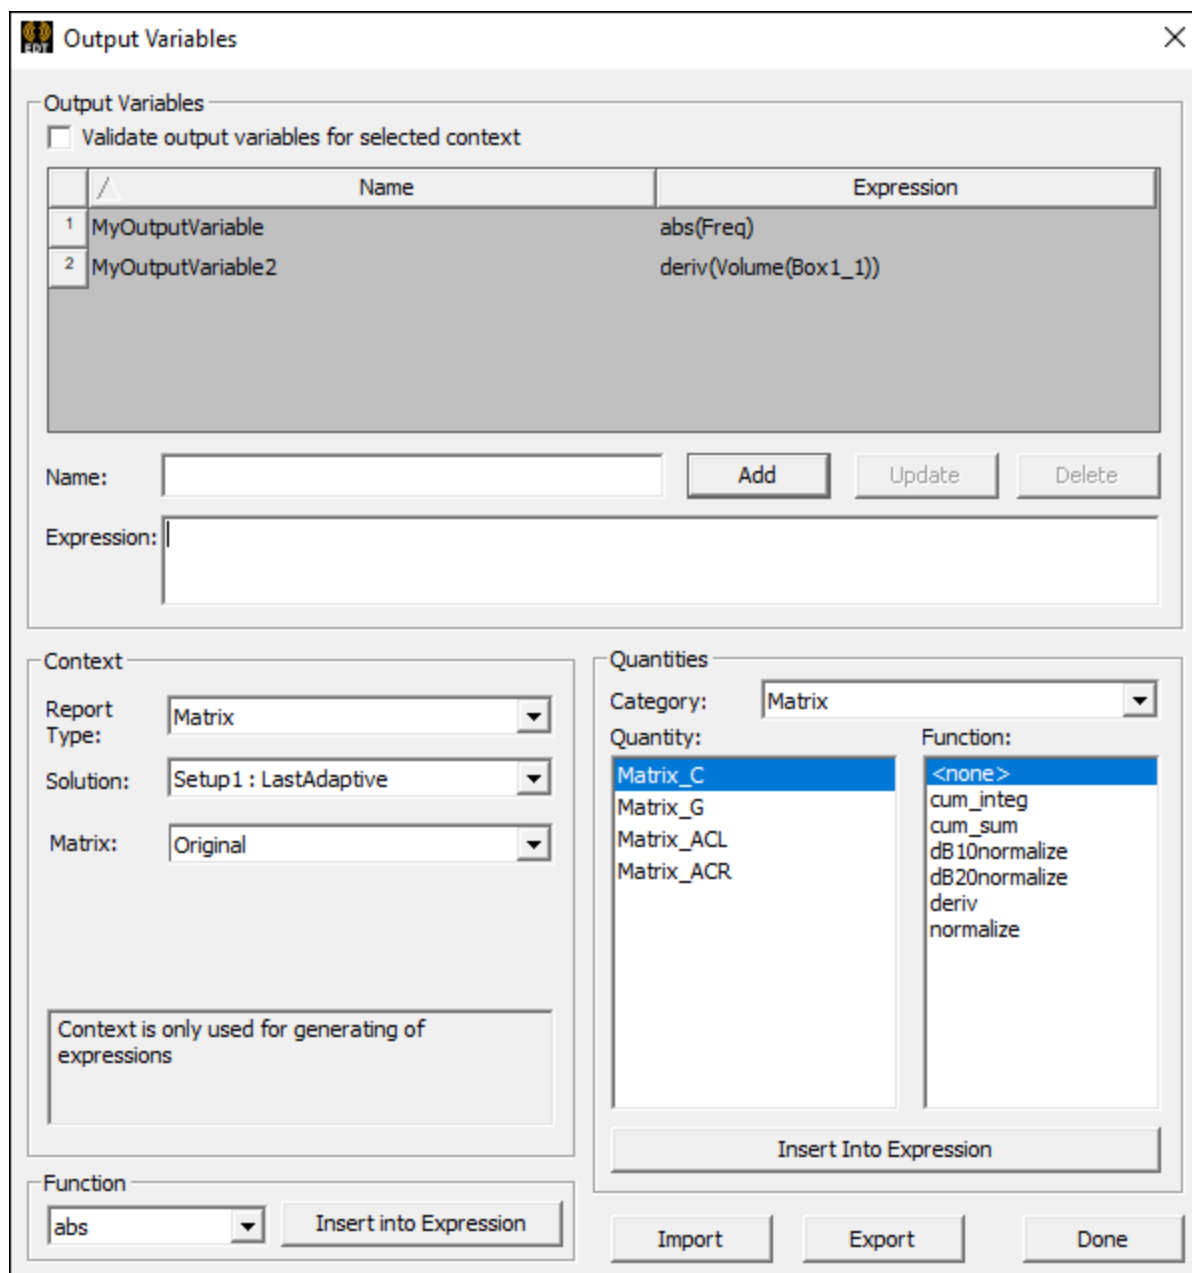 EDT Output Variables
Output Variables
Validate output variables for selected context
Name Expression
1 MyOutputVariable abs(Freq)
2 MyOutputVariable2 deriv(Volume(Box1_1))
Name: Add Update Delete
Expression:
Context
Report Type: Matrix
Solution: Setup1 : LastAdaptive
Matrix: Original
Context is only used for generating of
expressions
Function
abs Insert into Expression
Quantities
Category: Matrix
Quantity: Function:
Matrix_C <none>
Matrix_G cum_integ
Matrix_ACL cum_sum
Matrix_ACR dB10normalize
dB20normalize
deriv
normalize
Insert Into Expression
Import Export Done